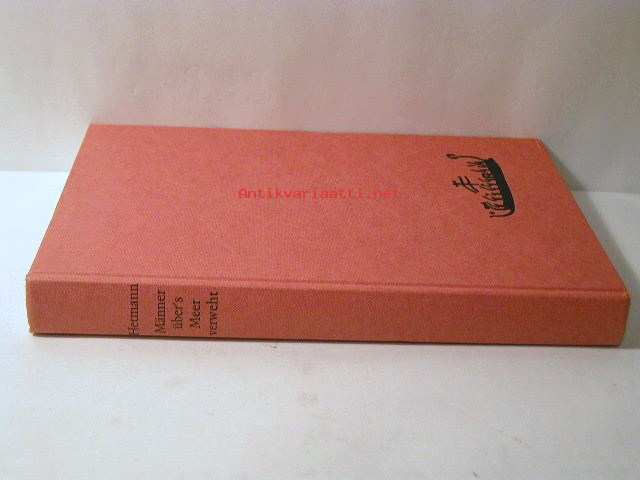 Hermann
Männer
über's
Meer
verweht
Antikvariaatti.net